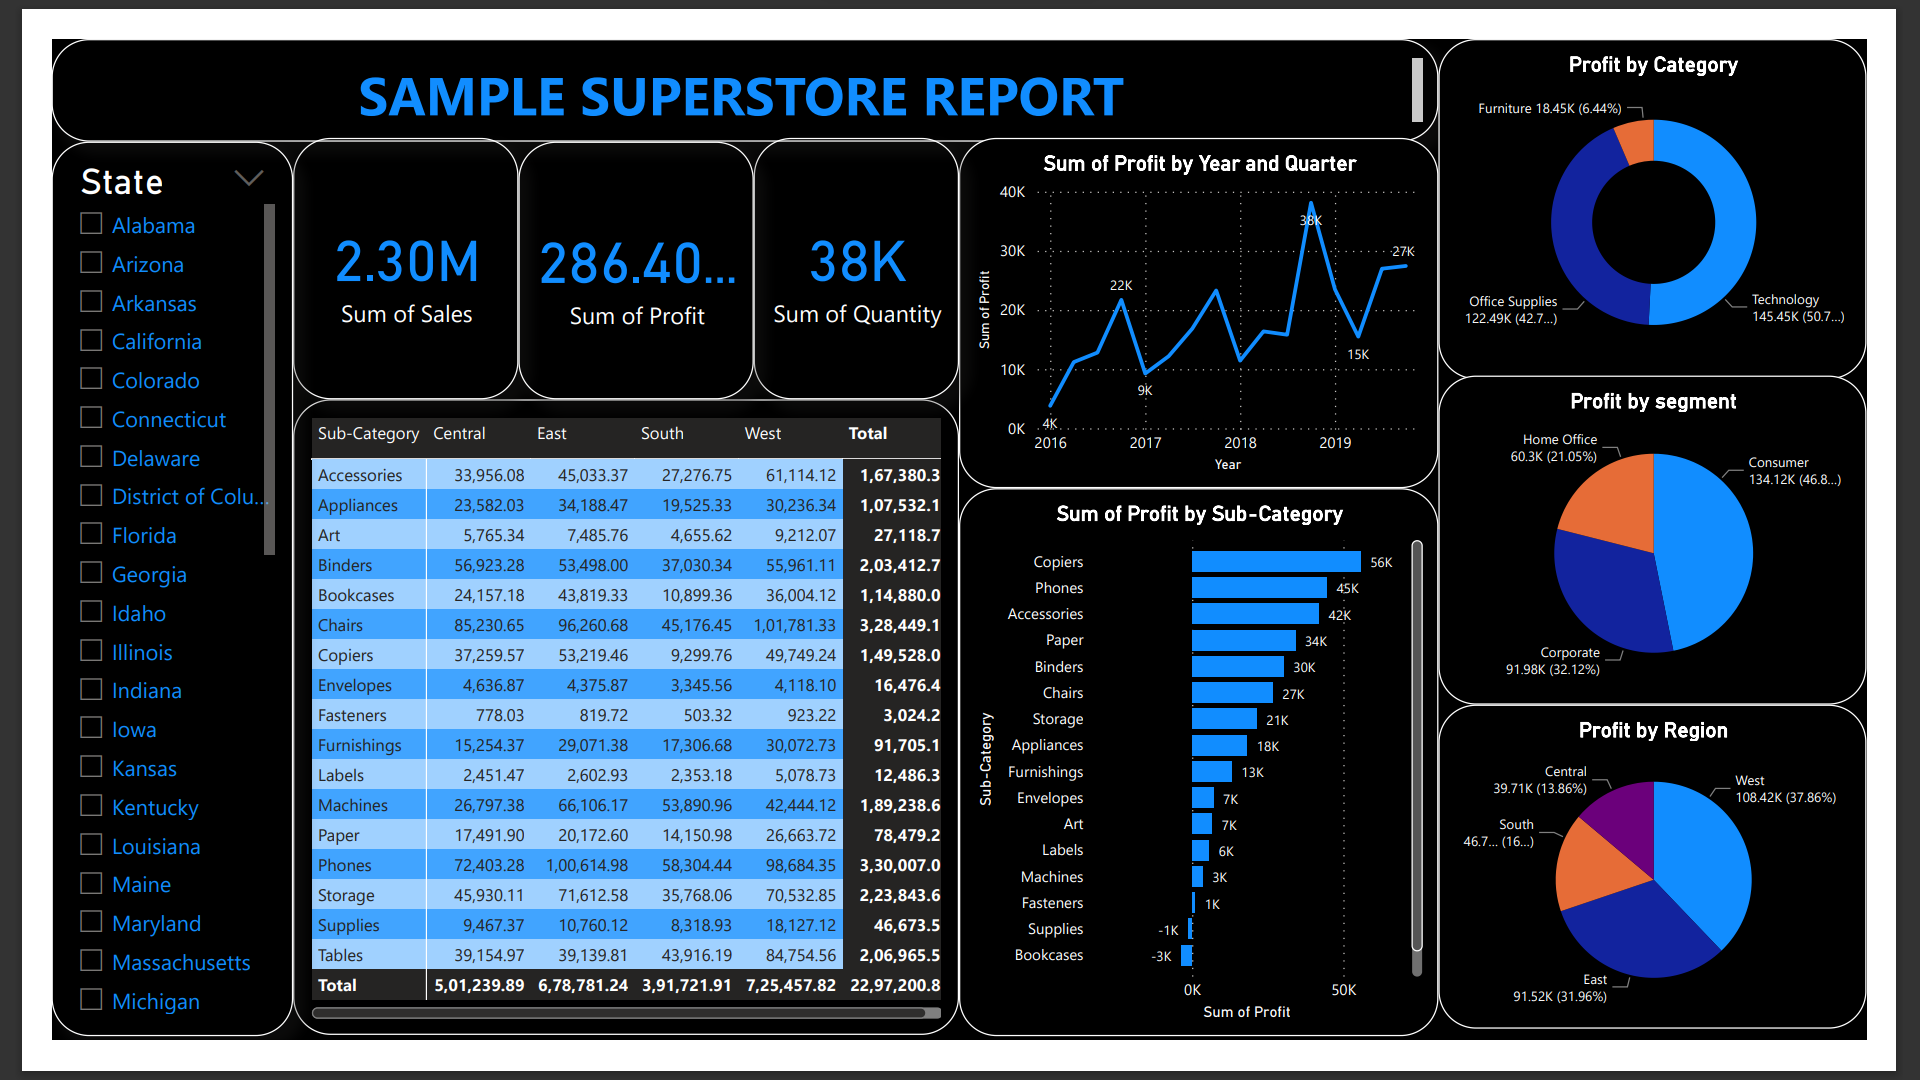 SAMPLE SUPERSTORE REPORT
State
Alabama
Arizona
Arkansas
California
Colorado
Connecticut
Delaware
District of Colu...
Florida
Georgia
Idaho
Illinois
Indiana
Iowa
Kansas
Kentucky
Louisiana
Maine
Maryland
Massachusetts
Michigan
2.30M
Sum of Sales
286.40...
Sum of Profit
38K
Sum of Quantity
Sub-Category Central East South West Total
Accessories 33,956.08 45,033.37 27,276.75 61,114.12 1,67,380.3
Appliances 23,582.03 34,188.47 19,525.33 30,236.34 1,07,532.1
Art 5,765.34 7,485.76 4,655.62 9,212.07 27,118.7
Binders 56,923.28 53,498.00 37,030.34 55,961.11 2,03,412.7
Bookcases 24,157.18 43,819.33 10,899.36 36,004.12 1,14,880.0
Chairs 85,230.65 96,260.68 45,176.45 1,01,781.33 3,28,449.1
Copiers 37,259.57 53,219.46 9,299.76 49,749.24 1,49,528.0
Envelopes 4,636.87 4,375.87 3,345.56 4,118.10 16,476.4
Fasteners 778.03 819.72 503.32 923.22 3,024.2
Furnishings 15,254.37 29,071.38 17,306.68 30,072.73 91,705.1
Labels 2,451.47 2,602.93 2,353.18 5,078.73 12,486.3
Machines 26,797.38 66,106.17 53,890.96 42,444.12 1,89,238.6
Paper 17,491.90 20,172.60 14,150.98 26,663.72 78,479.2
Phones 72,403.28 1,00,614.98 58,304.44 98,684.35 3,30,007.0
Storage 45,930.11 71,612.58 35,768.06 70,532.85 2,23,843.6
Supplies 9,467.37 10,760.12 8,318.93 18,127.12 46,673.5
Tables 39,154.97 39,139.81 43,916.19 84,754.56 2,06,965.5
Total 5,01,239.89 6,78,781.24 3,91,721.91 7,25,457.82 22,97,200.8
Sum of Profit by Year and Quarter
Sum of Profit
40K
30K
20K
10K
0K
4K
22K
9K
38K
15K
27K
2016 2017 2018 2019
Year
Sum of Profit by Sub-Category
Sub-Category
Copiers 56K
Phones 45K
Accessories 42K
Paper 34K
Binders 30K
Chairs 27K
Storage 21K
Appliances 18K
Furnishings 13K
Envelopes 7K
Art 7K
Labels 6K
Machines 3K
Fasteners 1K
Supplies -1K
Bookcases -3K
0K 50K
Sum of Profit
Profit by Category
Furniture 18.45K (6.44%)
Office Supplies
122.49K (42.7...)
Technology
145.45K (50.7...)
Profit by segment
Home Office
60.3K (21.05%)
Consumer
134.12K (46.8...)
Corporate
91.98K (32.12%)
Profit by Region
Central
39.71K (13.86%)
West
108.42K (37.86%)
South
46.7... (16...)
East
91.52K (31.96%)